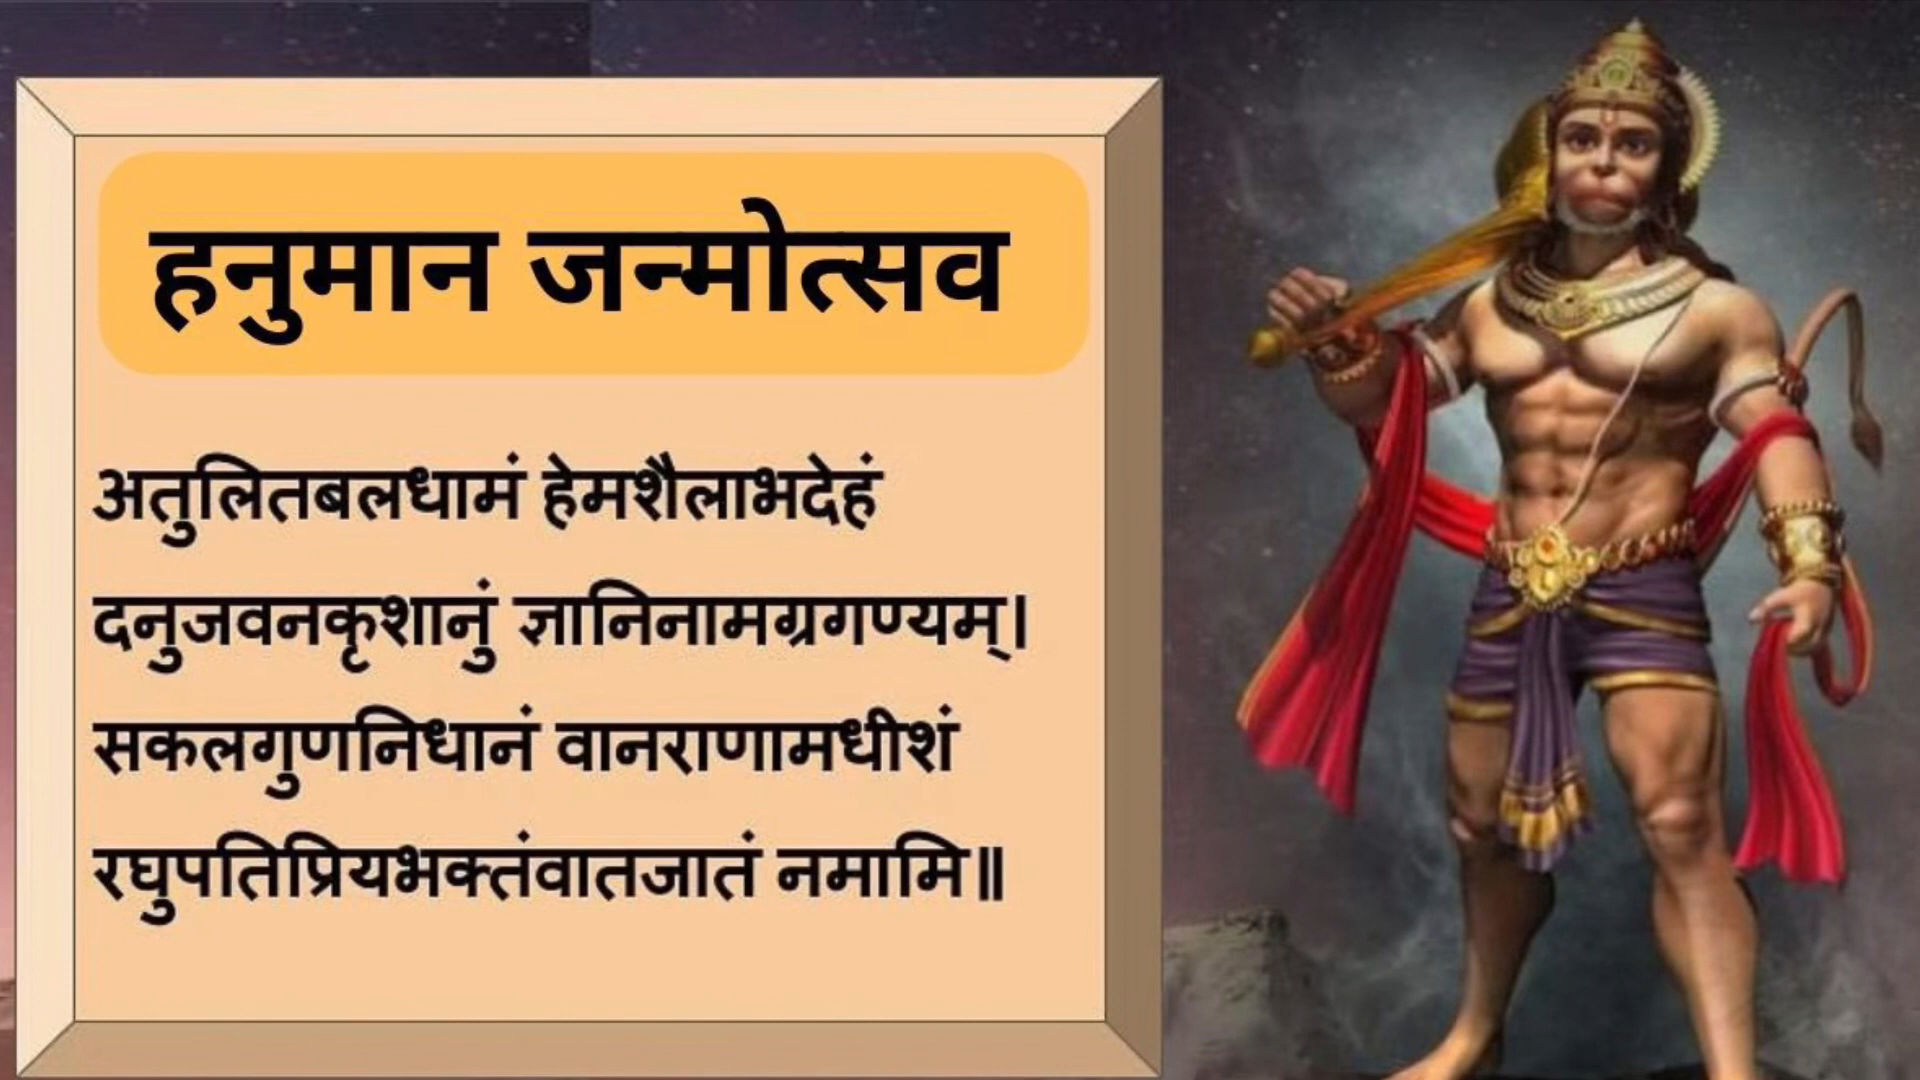 हनुमान जन्मोत्सव
अतुलितबलधामं हेमशैलाभदेहं
दनुजवनकृशानुं ज्ञानिनामग्रगण्यम्।
सकलगुणनिधानं वानराणामधीशं
रघुपतिप्रियभक्तंवातजातं नमामि॥